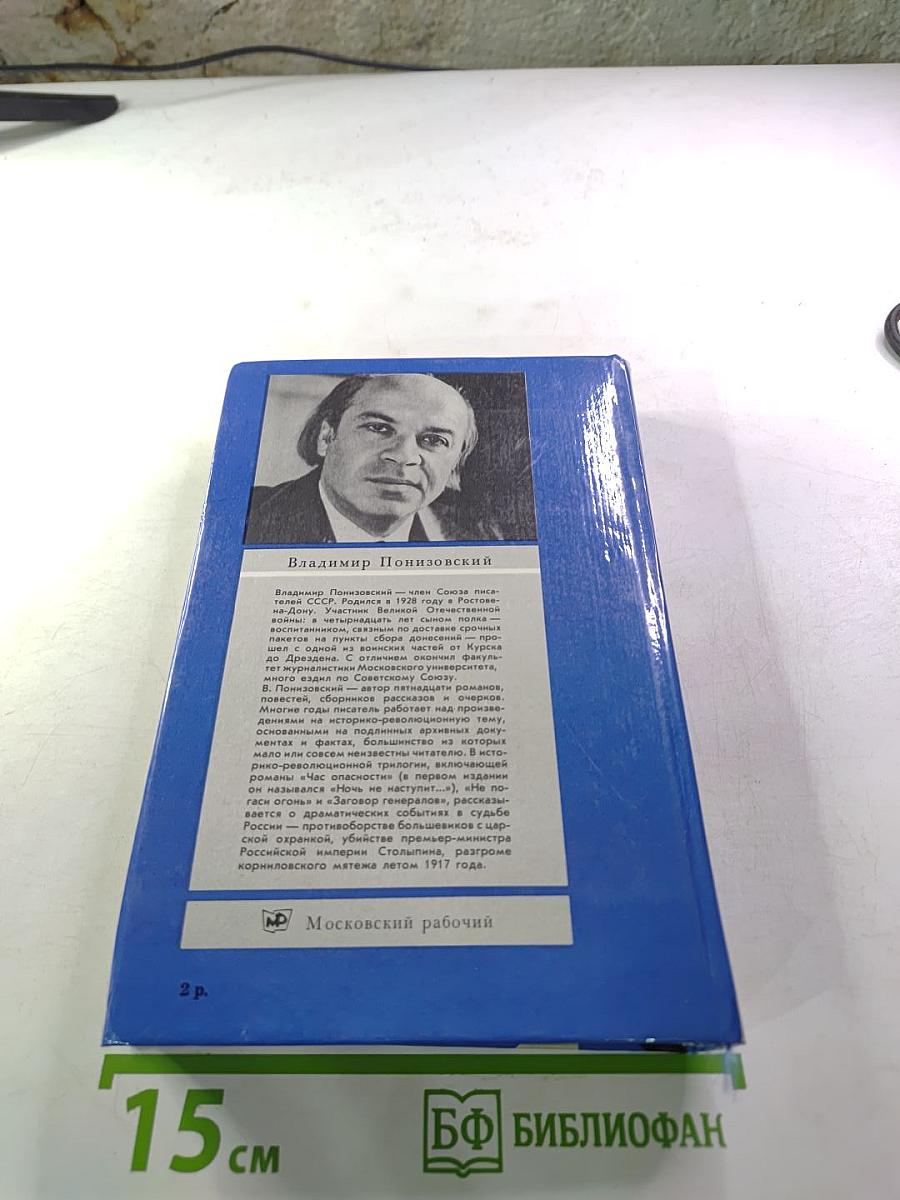 Владимир Понизовский
Владимир Понизовский — член Союза писа-
телей СССР. Родился в 1928 году в Ростове-
на-Дону. Участник Великой Отечественной
войны: в четырнадцать лет сыном полка —
воспитанником, связным по доставке срочных
пакетов на пункты сбора донесений — про-
шел с одной из воинских частей от Курска
до Дрездена. С отличием окончил факуль-
тет журналистики Московского университета,
много ездил по Советскому Союзу.
В. Понизовский — автор пятнадцати романов,
повестей, сборников рассказов и очерков.
Многие годы писатель работает над произве-
дениями на историко-революционную тему,
основанными на подлинных архивных доку-
ментах и фактах, большинство из которых
мало или совсем неизвестны читателю. В исто-
рико-революционной трилогии, включающей
романы «Час опасности» (в первом издании
он назывался «Ночь не наступит...»), «Не по-
гаси огонь» и «Заговор генералов», рассказы-
вается о драматических событиях в судьбе
России — противоборстве большевиков с цар-
ской охранкой, убийстве премьер-министра
Российской империи Столыпина, разгроме
корниловского мятежа летом 1917 года.
МР Московский рабочий
2 р.
15 см
БФ БИБЛИОФАН